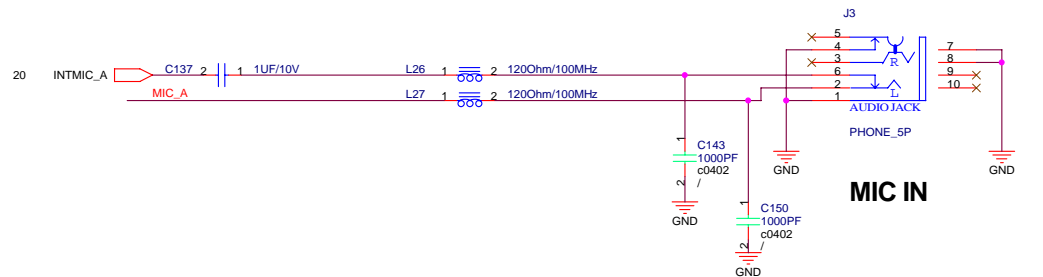 J3
5
4
3
6
2
1
R
L
7
8
9
10
AUDIO JACK
PHONE_5P
20 INTMIC_A C137 2 1 1UF/10V L26 1 2 120Ohm/100MHz
MIC_A L27 1 2 120Ohm/100MHz
1
C143
1000PF
c0402
/
2
GND
1
C150
1000PF
c0402
/
2
GND
GND
GND
MIC IN